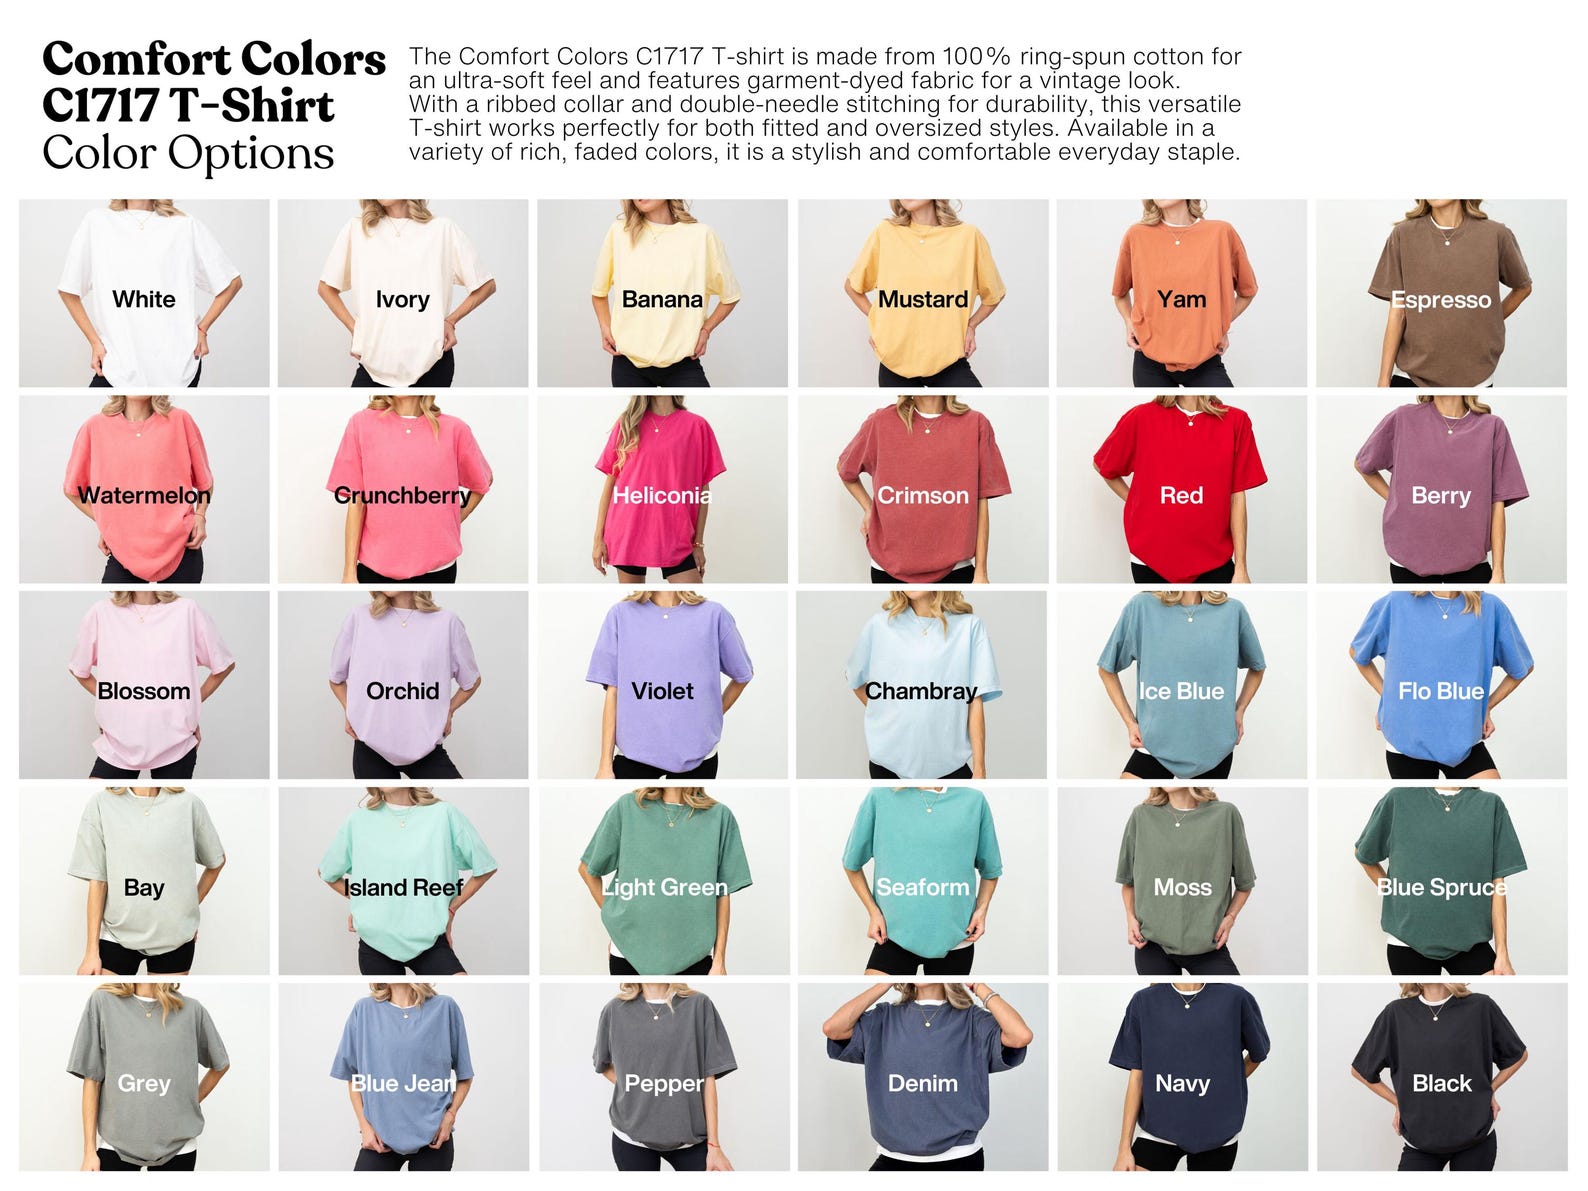 Comfort Colors
C1717 T-Shirt
Color Options
The Comfort Colors C1717 T-shirt is made from 100% ring-spun cotton for
an ultra-soft feel and features garment-dyed fabric for a vintage look.
With a ribbed collar and double-needle stitching for durability, this versatile
T-shirt works perfectly for both fitted and oversized styles. Available in a
variety of rich, faded colors, it is a stylish and comfortable everyday staple.
White
Ivory
Banana
Mustard
Yam
Espresso
Watermelon
Crunchberry
Heliconia
Crimson
Red
Berry
Blossom
Orchid
Violet
Chambray
Ice Blue
Flo Blue
Bay
Island Reef
Light Green
Seaform
Moss
Blue Spruce
Grey
Blue Jean
Pepper
Denim
Navy
Black